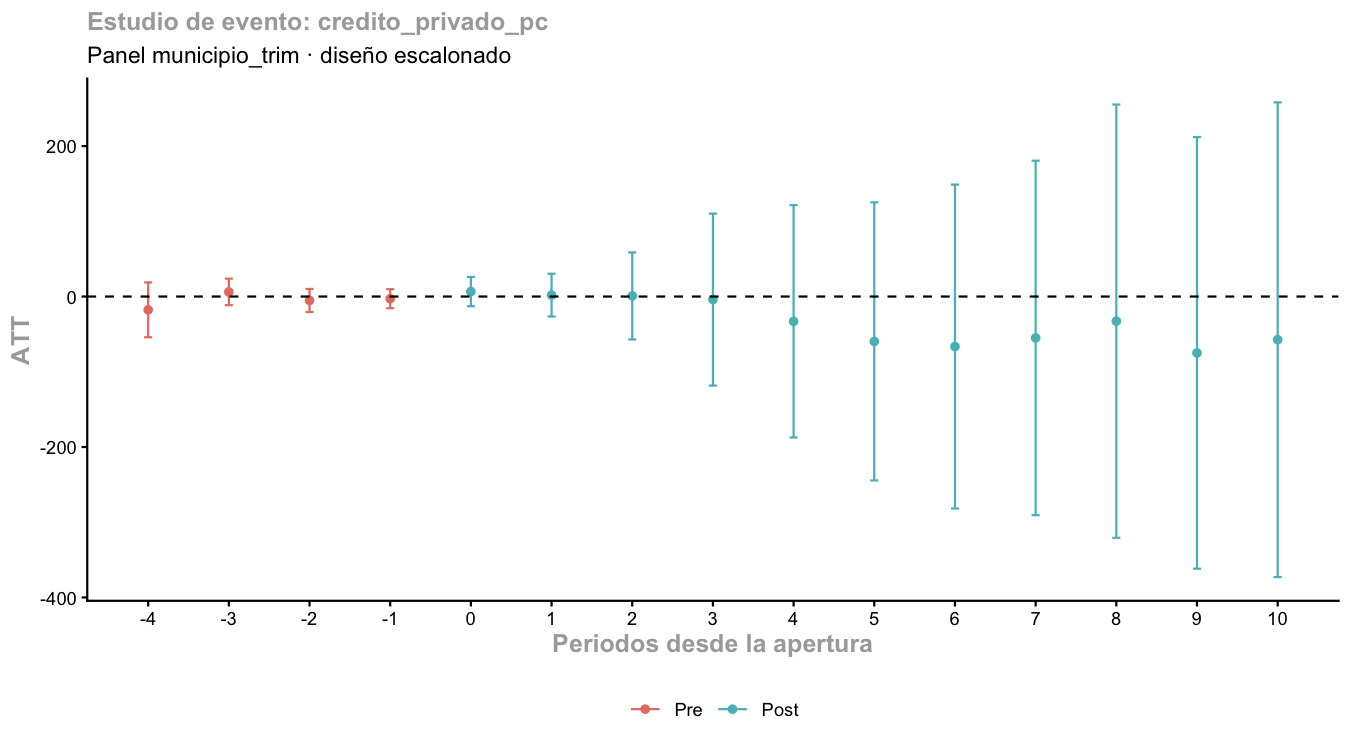 Estudio de evento: credito_privado_pc
Panel municipio_trim · diseño escalonado
200
0
-200
-400
ATT
-4 -3 -2 -1 0 1 2 3 4 5 6 7 8 9 10
Periodos desde la apertura
Pre Post